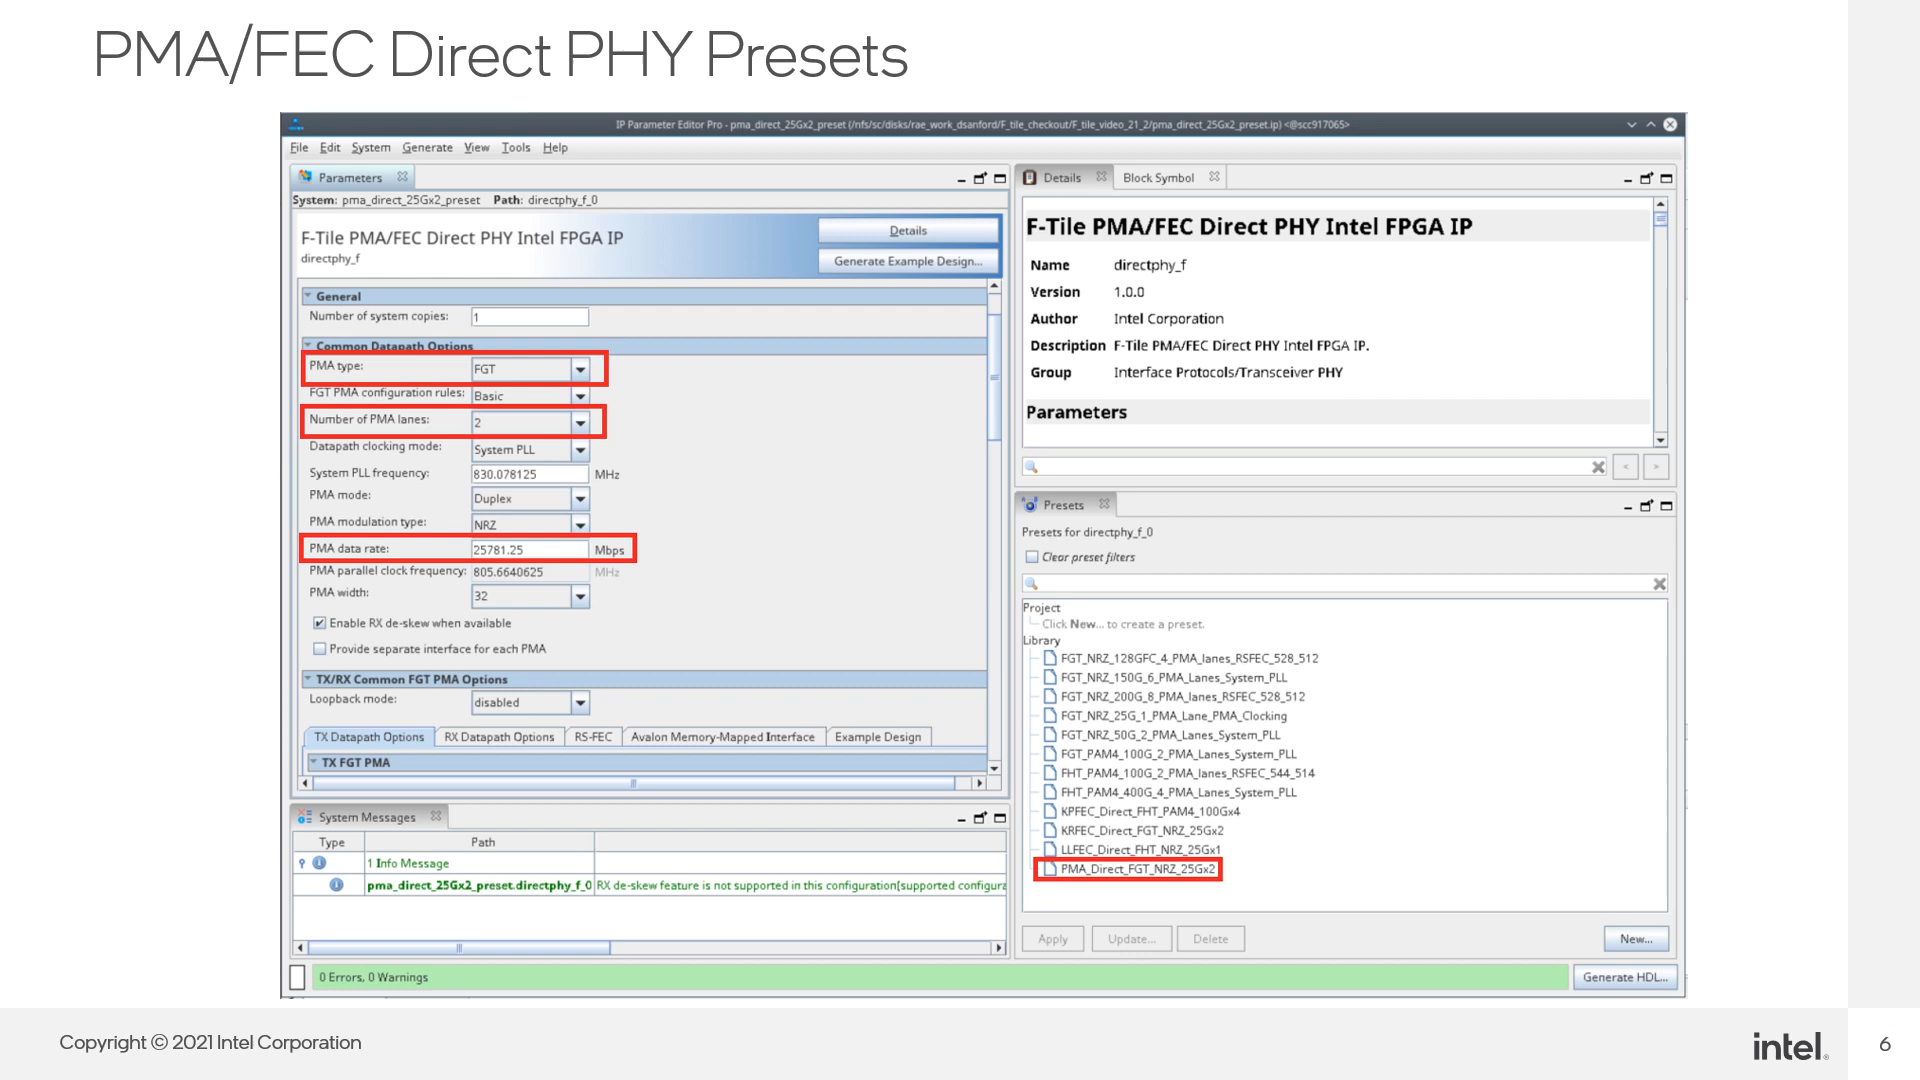 PMA/FEC Direct PHY Presets
IP Parameter Editor Pro - pma_direct_25Gx2_preset (/nfs/sc/disks/rae_work_dsanford/F_tile_checkout/F_tile_video_21_2/pma_direct_25Gx2_preset.ip) <@scc917065>
File Edit System Generate View Tools Help
Parameters
System: pma_direct_25Gx2_preset Path: directphy_f_0
F-Tile PMA/FEC Direct PHY Intel FPGA IP
directphy_f
Details
Generate Example Design...
General
Number of system copies: 1
Common Datapath Options
PMA type: FGT
FGT PMA configuration rules: Basic
Number of PMA lanes: 2
Datapath clocking mode: System PLL
System PLL frequency: 830.078125 MHz
PMA mode: Duplex
PMA modulation type: NRZ
PMA data rate: 25781.25 Mbps
PMA parallel clock frequency: 805.6640625 MHz
PMA width: 32
Enable RX de-skew when available
Provide separate interface for each PMA
TX/RX Common FGT PMA Options
Loopback mode: disabled
TX Datapath Options RX Datapath Options RS-FEC Avalon Memory-Mapped Interface Example Design
TX FGT PMA
System Messages
Type Path
1 Info Message
pma_direct_25Gx2_preset.directphy_f_0 RX de-skew feature is not supported in this configuration(supported configura
0 Errors, 0 Warnings
Details Block Symbol
F-Tile PMA/FEC Direct PHY Intel FPGA IP
Name directphy_f
Version 1.0.0
Author Intel Corporation
Description F-Tile PMA/FEC Direct PHY Intel FPGA IP.
Group Interface Protocols/Transceiver PHY
Parameters
< >
Presets
Presets for directphy_f_0
Clear preset filters
Project
Click New... to create a preset.
Library
FGT_NRZ_128GFC_4_PMA_lanes_RSFEC_528_512
FGT_NRZ_150G_6_PMA_Lanes_System_PLL
FGT_NRZ_200G_8_PMA_lanes_RSFEC_528_512
FGT_NRZ_25G_1_PMA_Lane_PMA_Clocking
FGT_NRZ_50G_2_PMA_Lanes_System_PLL
FGT_PAM4_100G_2_PMA_Lanes_System_PLL
FHT_PAM4_100G_2_PMA_lanes_RSFEC_544_514
FHT_PAM4_400G_4_PMA_Lanes_System_PLL
KPFEC_Direct_FHT_PAM4_100Gx4
KRFEC_Direct_FGT_NRZ_25Gx2
LLFEC_Direct_FHT_NRZ_25Gx1
PMA_Direct_FGT_NRZ_25Gx2
Apply Update... Delete New...
Generate HDL...
Copyright © 2021 Intel Corporation
intel.
6